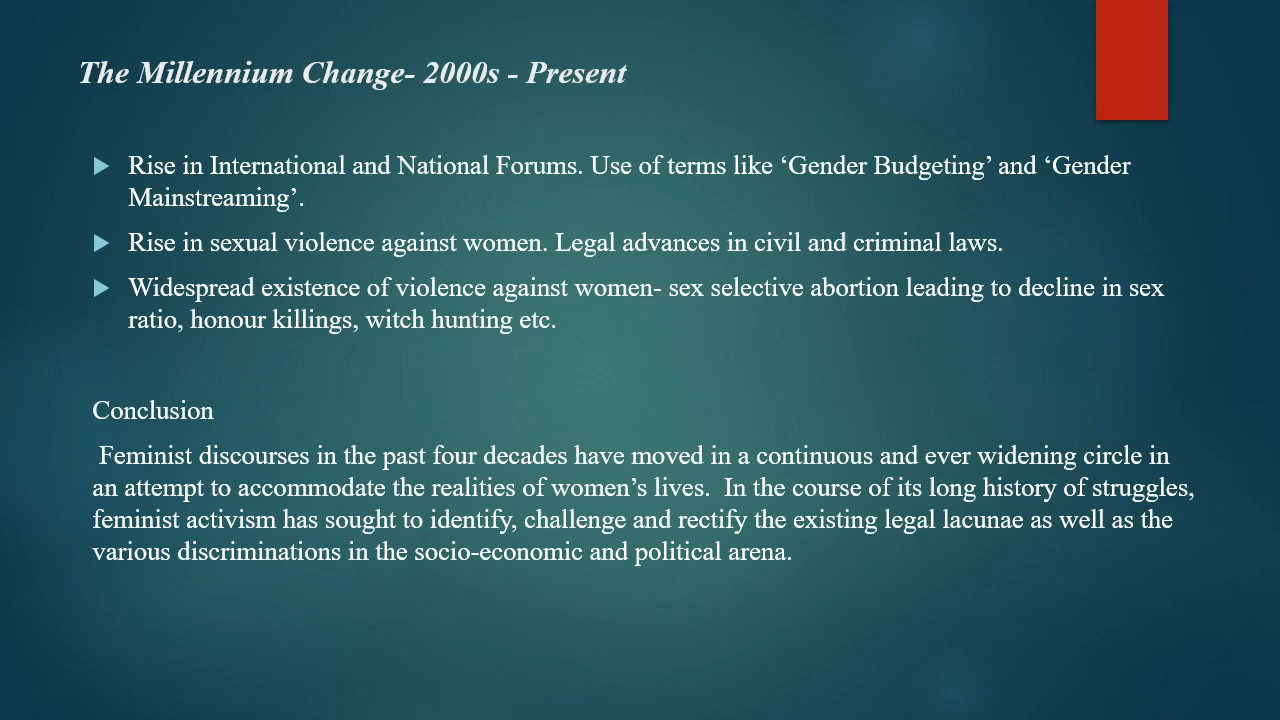 The Millennium Change- 2000s - Present
Rise in International and National Forums. Use of terms like ‘Gender Budgeting’ and ‘Gender
Mainstreaming’.
Rise in sexual violence against women. Legal advances in civil and criminal laws.
Widespread existence of violence against women- sex selective abortion leading to decline in sex
ratio, honour killings, witch hunting etc.
Conclusion
Feminist discourses in the past four decades have moved in a continuous and ever widening circle in
an attempt to accommodate the realities of women’s lives.  In the course of its long history of struggles,
feminist activism has sought to identify, challenge and rectify the existing legal lacunae as well as the
various discriminations in the socio-economic and political arena.